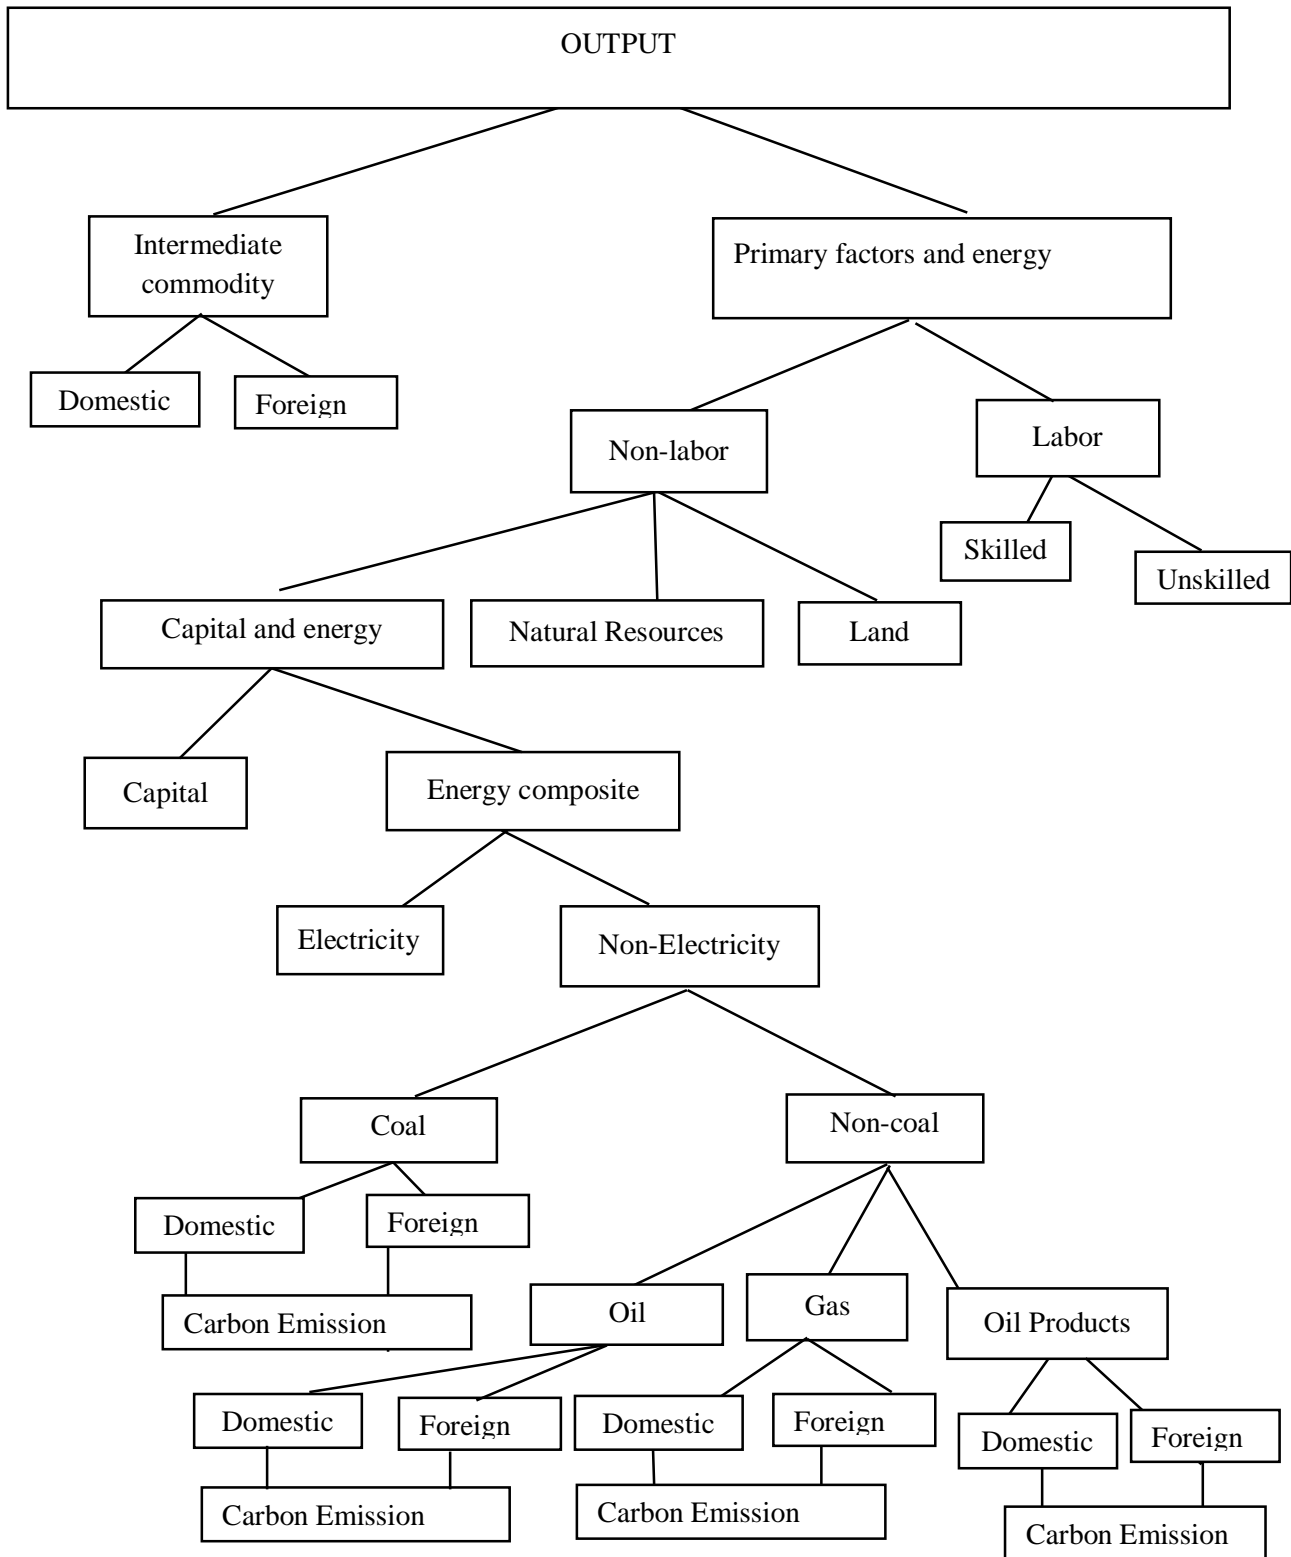 OUTPUT
Intermediate
commodity
Primary factors and energy
Domestic
Foreign
Non-labor
Labor
Skilled
Unskilled
Capital and energy
Natural Resources
Land
Capital
Energy composite
Electricity
Non-Electricity
Coal
Non-coal
Domestic
Foreign
Carbon Emission
Oil
Gas
Oil Products
Domestic
Foreign
Domestic
Foreign
Domestic
Foreign
Carbon Emission
Carbon Emission
Carbon Emission